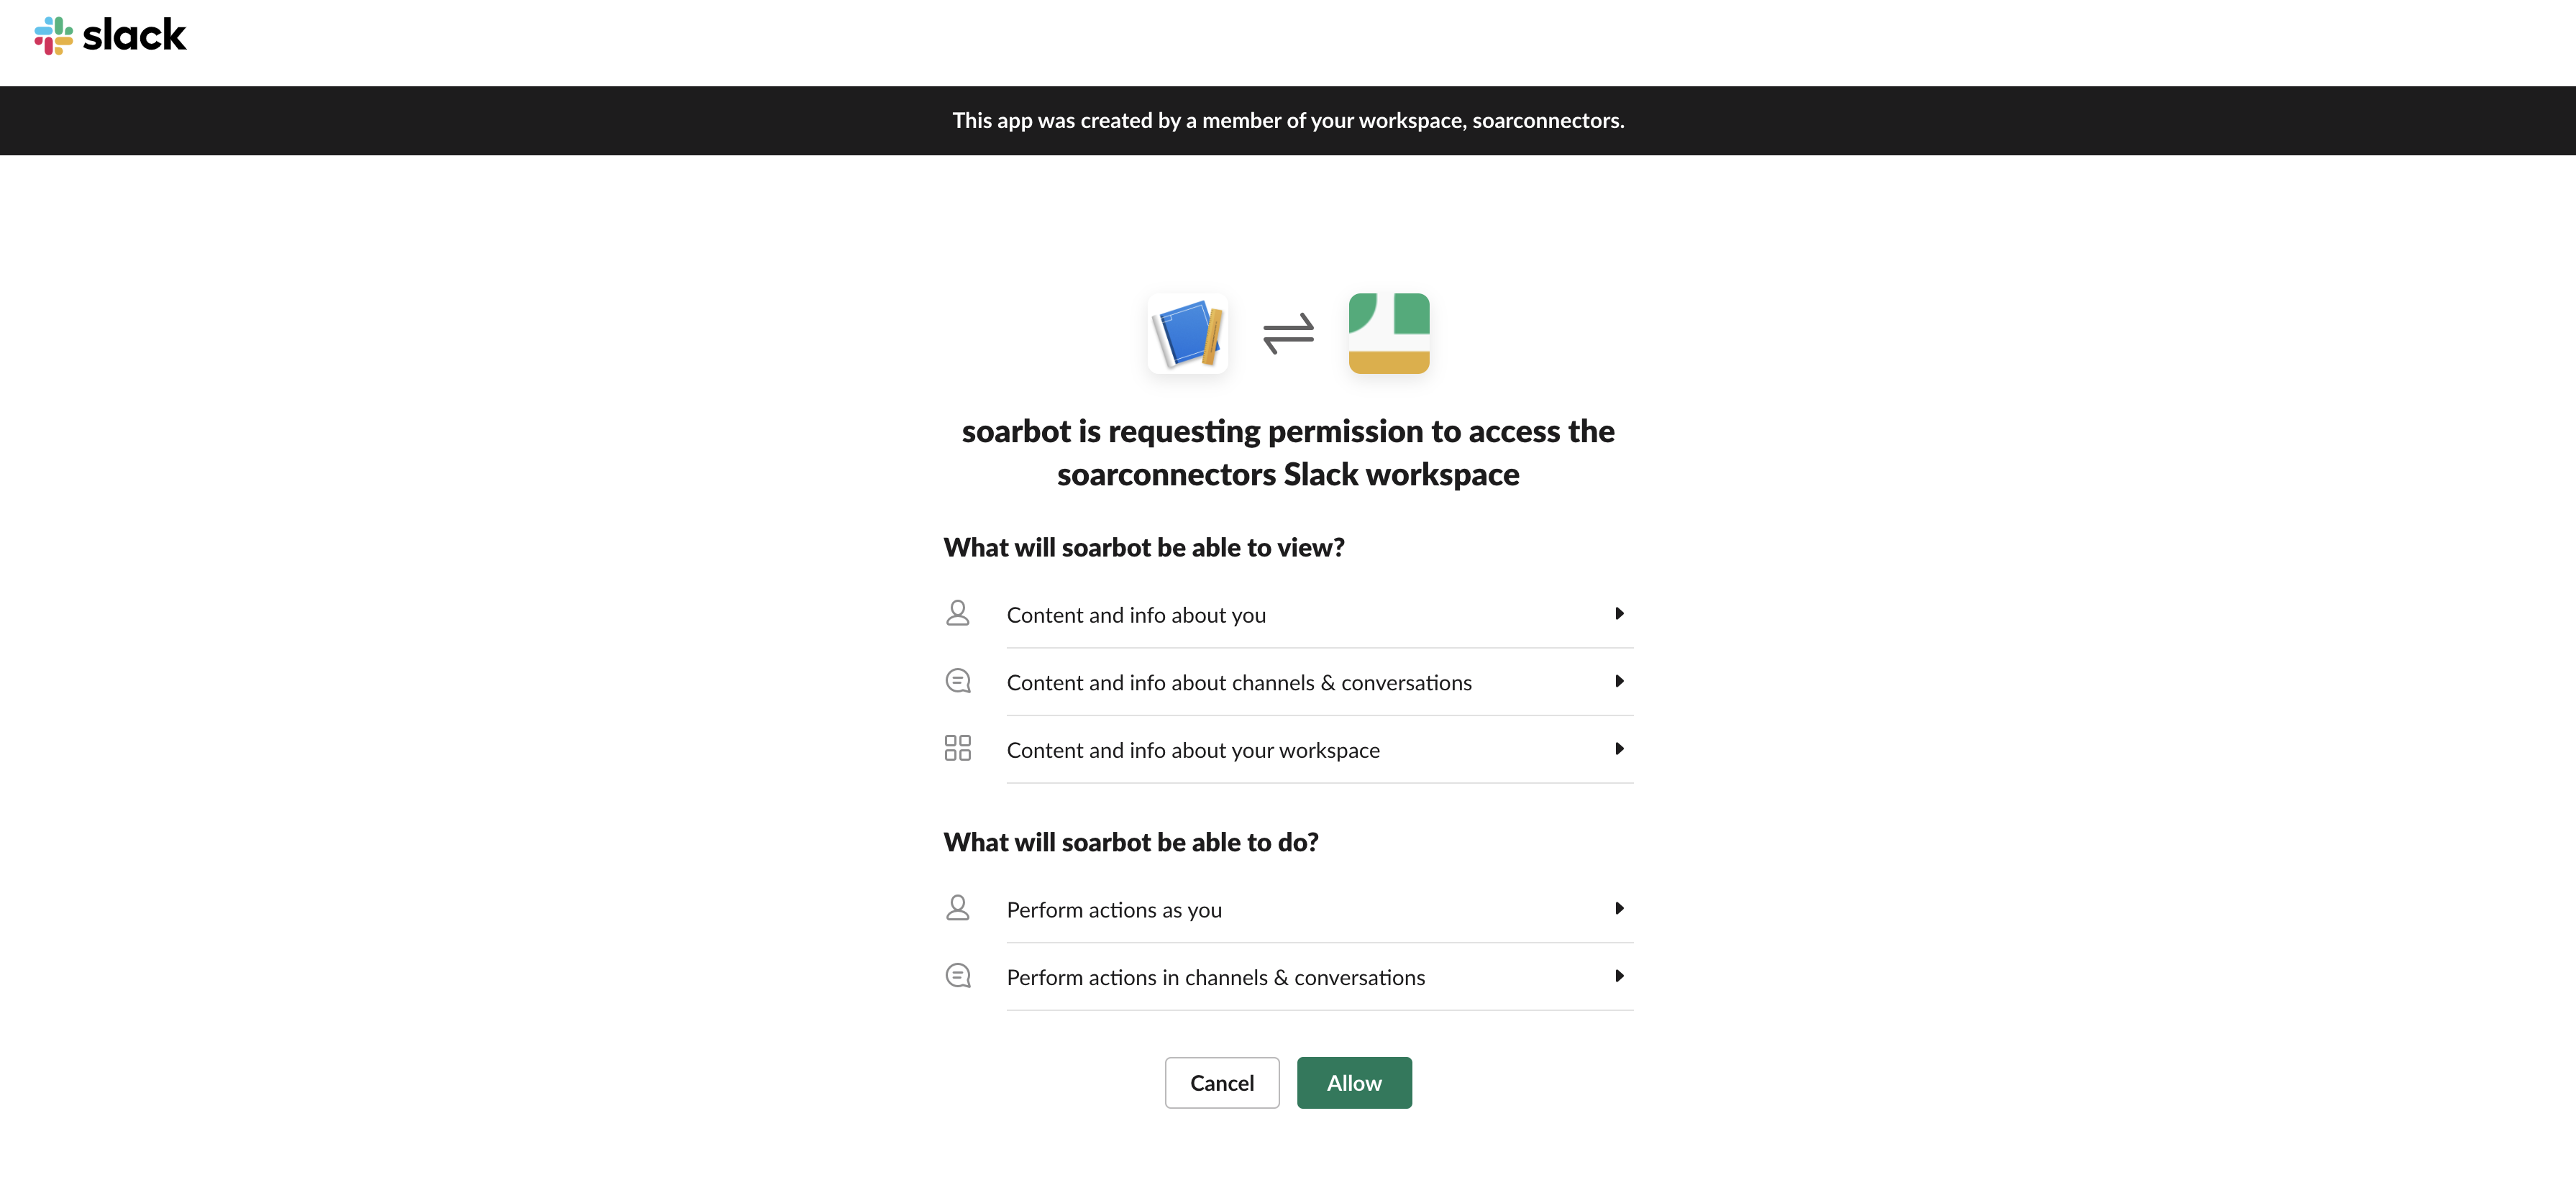 slack
This app was created by a member of your workspace, soarconnectors.
soarbot is requesting permission to access the
soarconnectors Slack workspace
What will soarbot be able to view?
Content and info about you
Content and info about channels & conversations
Content and info about your workspace
What will soarbot be able to do?
Perform actions as you
Perform actions in channels & conversations
Cancel Allow